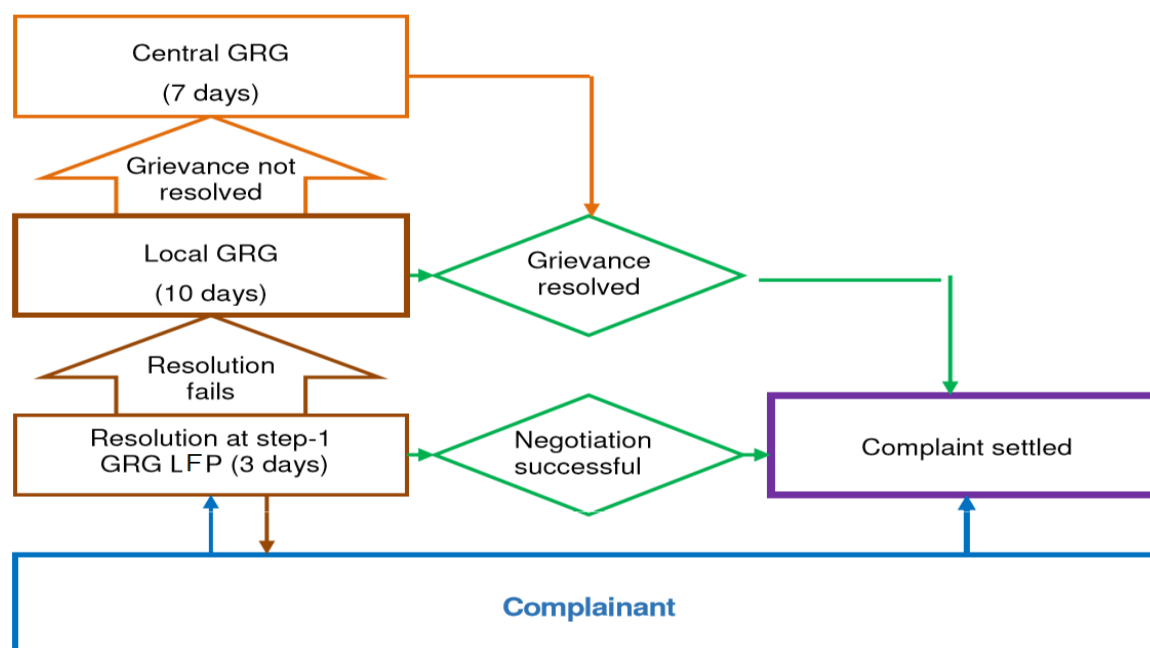 Central GRG
(7 days)
Grievance not
resolved
Local GRG
(10 days)
Grievance
resolved
Resolution
fails
Resolution at step-1
GRG LFP (3 days)
Negotiation
successful
Complaint settled
Complainant